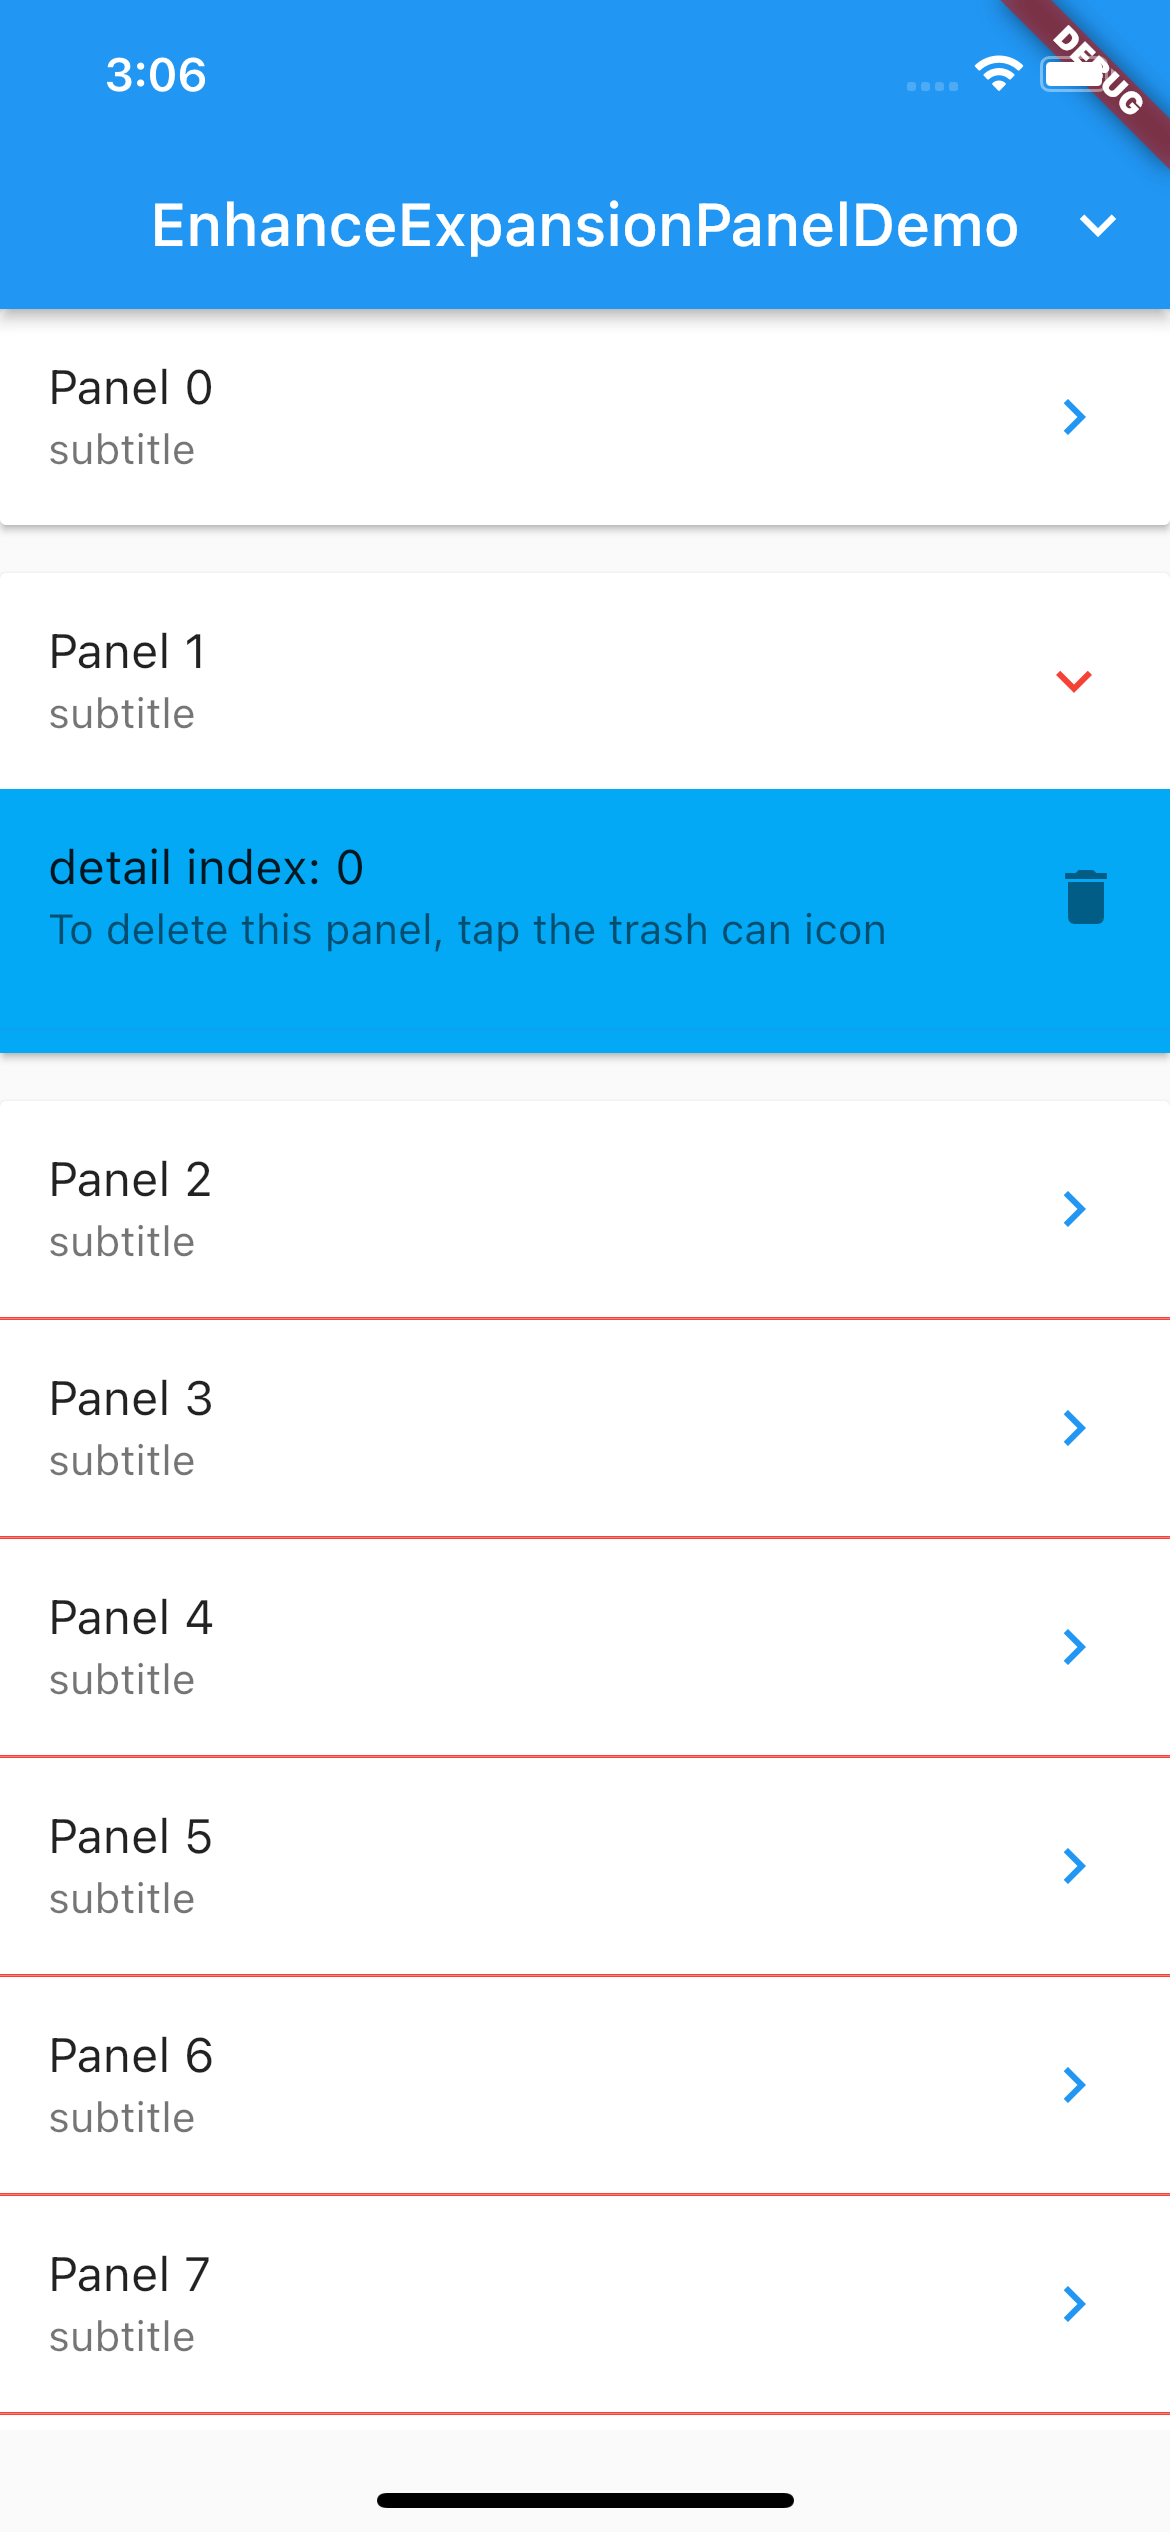 3:06
DEBUG
EnhanceExpansionPanelDemo
Panel 0
subtitle
Panel 1
subtitle
detail index: 0
To delete this panel, tap the trash can icon
Panel 2
subtitle
Panel 3
subtitle
Panel 4
subtitle
Panel 5
subtitle
Panel 6
subtitle
Panel 7
subtitle